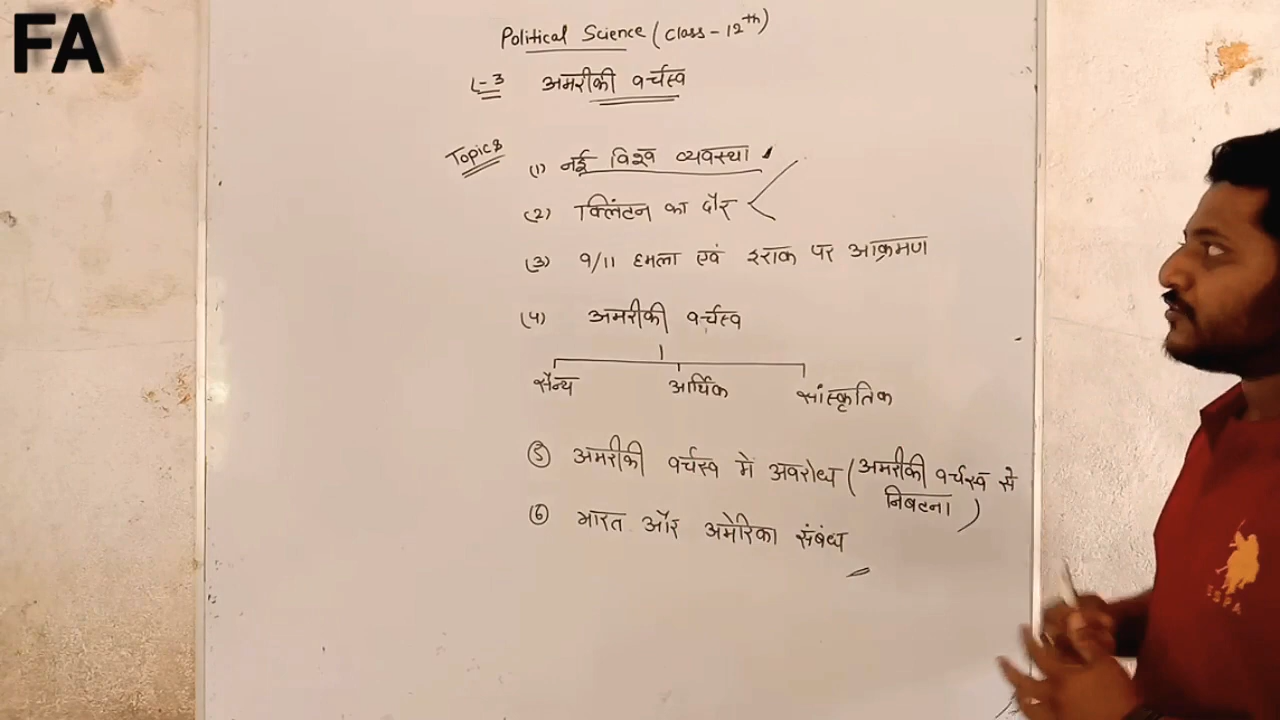 FA
Political Science (Class-12th)
L-3 अमरीकी वर्चस्व
Topics
(1) नई विश्व व्यवस्था
(2) क्लिंटन का दौर
(3) 9/11 हमला एवं इराक पर आक्रमण
(4) अमरीकी वर्चस्व
सैन्य आर्थिक सांस्कृतिक
(5) अमरीकी वर्चस्व में अवरोध (अमरीकी वर्चस्व से
निबटना)
(6) भारत और अमेरिका संबंध
USPA